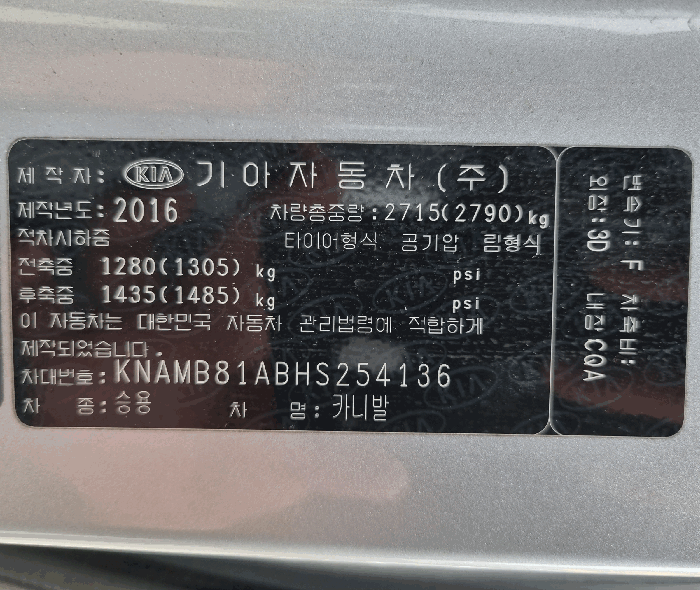 제 작 자: KIA 기 아 자 동 차 ( 주 )
제작년도: 2016 차량총중량: 2715(2790)kg
적차시하중 타이어형식 공기압 림형식
전축중 1280(1305) kg psi
후축중 1435(1485) kg psi
이 자동차는 대한민국 자동차 관리법령에 적합하게
제작되었습니다.
차대번호: KNAMB81ABHS254136
차 종: 승용 차 명: 카니발
변속기: F 차축비:
외장: 3D 내장 CQA